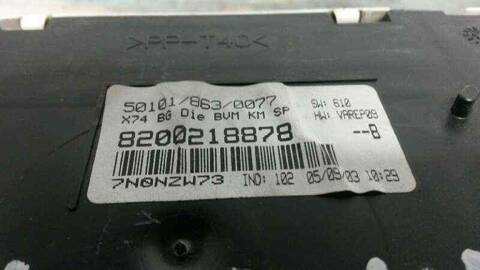 >PP-T40<
50101/863/0077
SW: 610
X74 BG Die BVM KM SP
HW: VAREP09
8200218878
--B
7N0NZW73
IND: 102 05/09/03 10:29